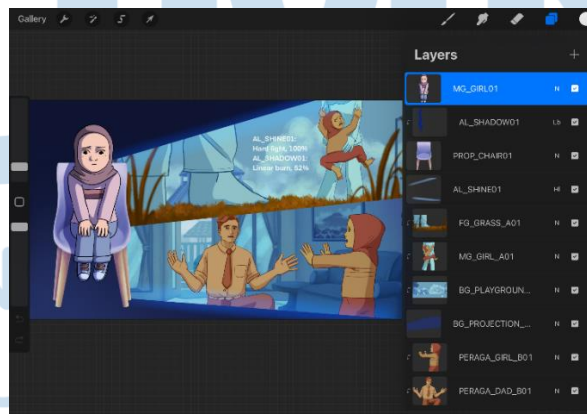 Gallery
Layers
MG_GIRL01 N
AL_SHADOW01 Lb
PROP_CHAIR01 N
AL_SHINE01 Hl
FG_GRASS_A01 N
MG_GIRL_A01 N
BG_PLAYGROUN... N
BG_PROJECTION_... N
PERAGA_GIRL_B01 N
PERAGA_DAD_B01 N
AL_SHINE01:
Hard light, 100%
AL_SHADOW01:
Linear burn, 52%